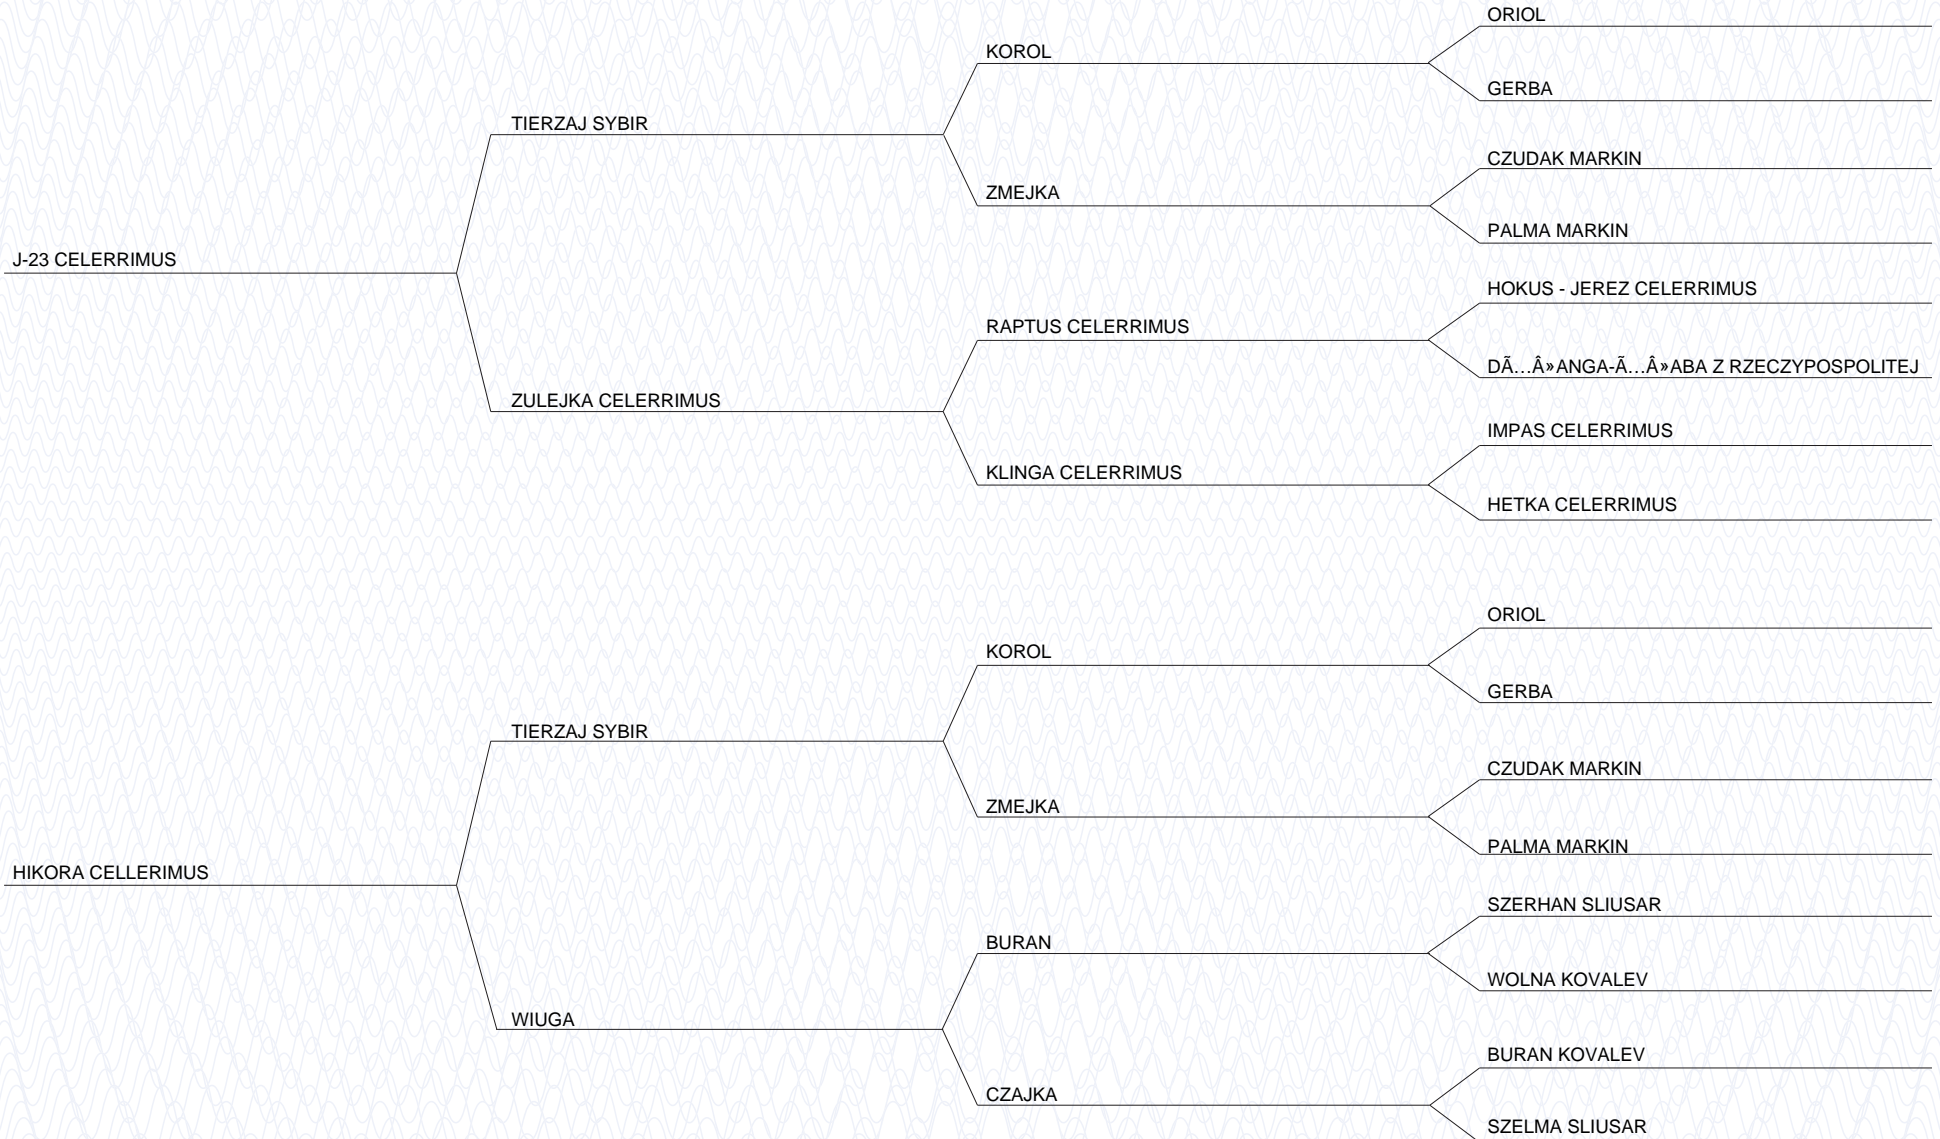 ORIOL
KOROL
GERBA
TIERZAJ SYBIR
CZUDAK MARKIN
ZMEJKA
PALMA MARKIN
J-23 CELERRIMUS
HOKUS - JEREZ CELERRIMUS
RAPTUS CELERRIMUS
DÃ…Â»ANGA-Ã…Â»ABA Z RZECZYPOSPOLITEJ
ZULEJKA CELERRIMUS
IMPAS CELERRIMUS
KLINGA CELERRIMUS
HETKA CELERRIMUS
ORIOL
KOROL
GERBA
TIERZAJ SYBIR
CZUDAK MARKIN
ZMEJKA
PALMA MARKIN
HIKORA CELLERIMUS
SZERHAN SLIUSAR
BURAN
WOLNA KOVALEV
WIUGA
BURAN KOVALEV
CZAJKA
SZELMA SLIUSAR